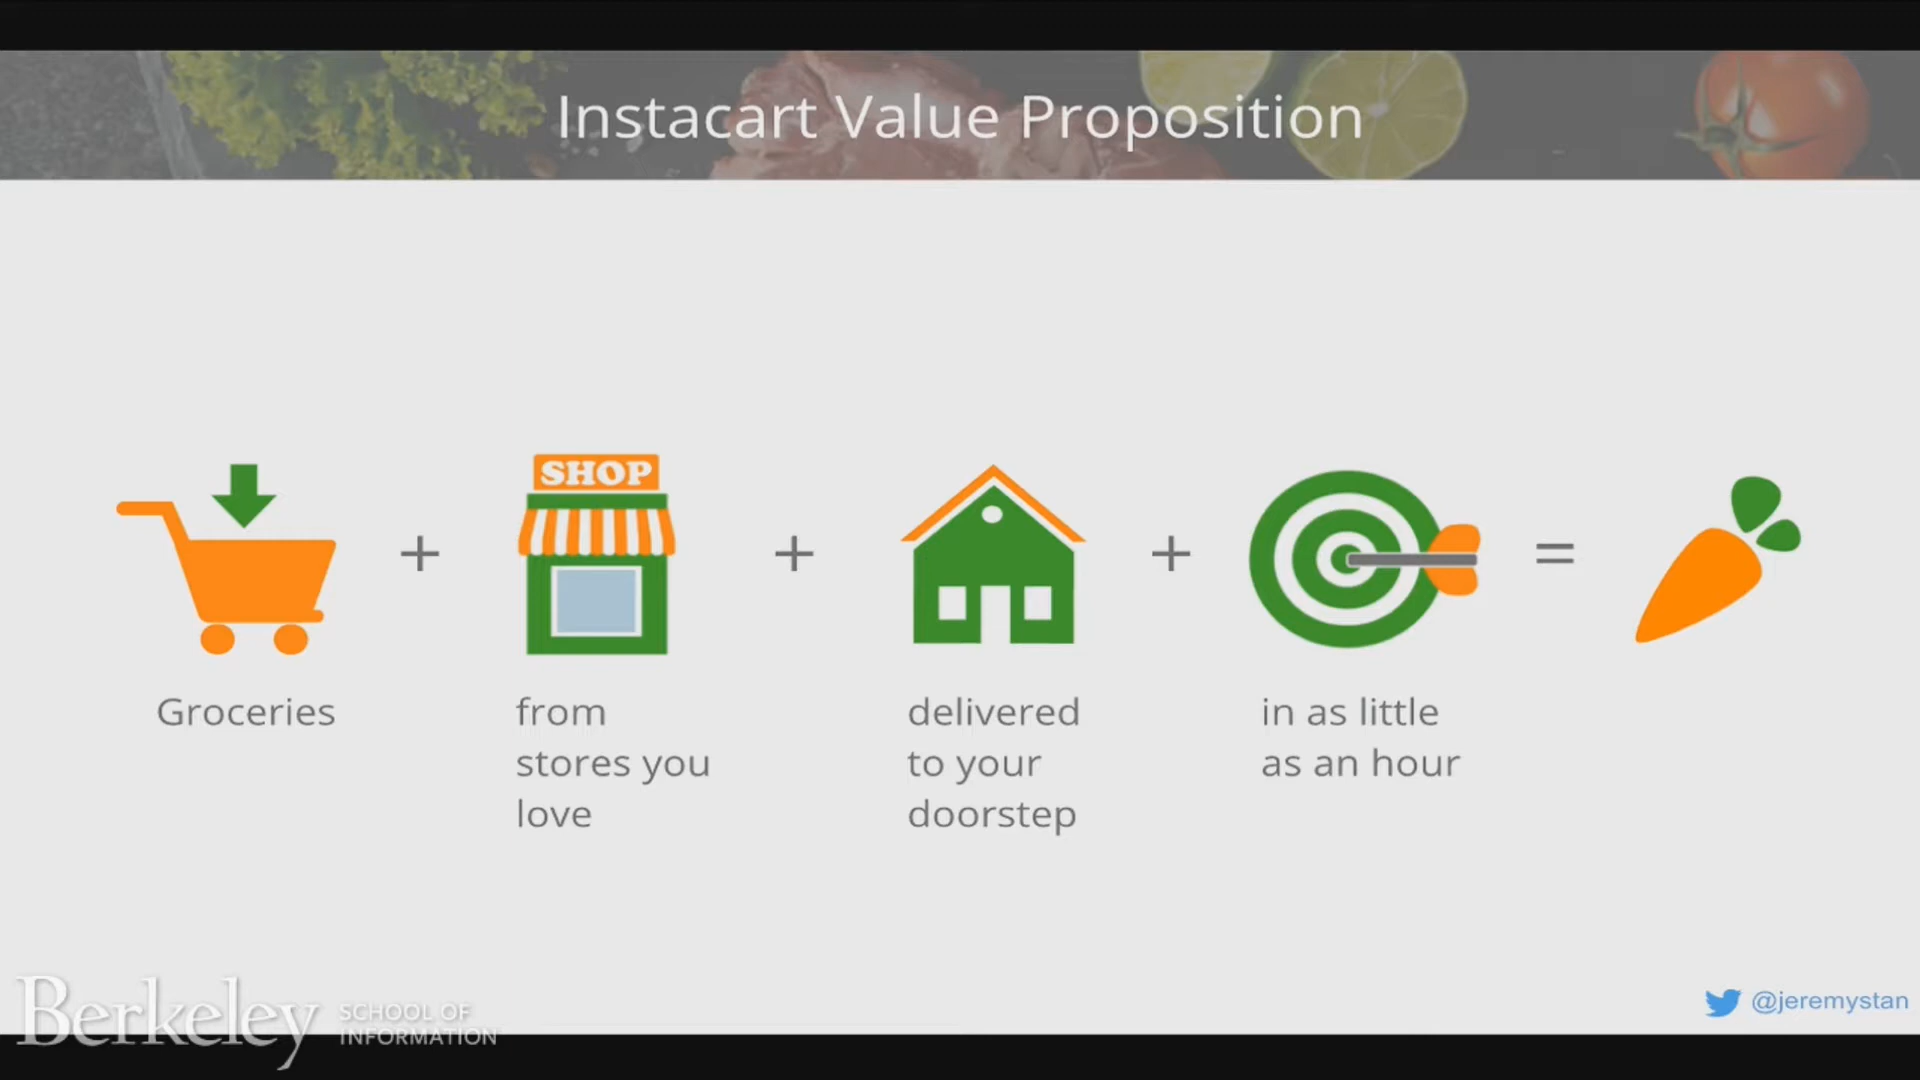 Instacart Value Proposition
SHOP
+
+
+
=
Groceries
from
stores you
love
delivered
to your
doorstep
in as little
as an hour
Berkeley
SCHOOL OF
INFORMATION
@jeremystan